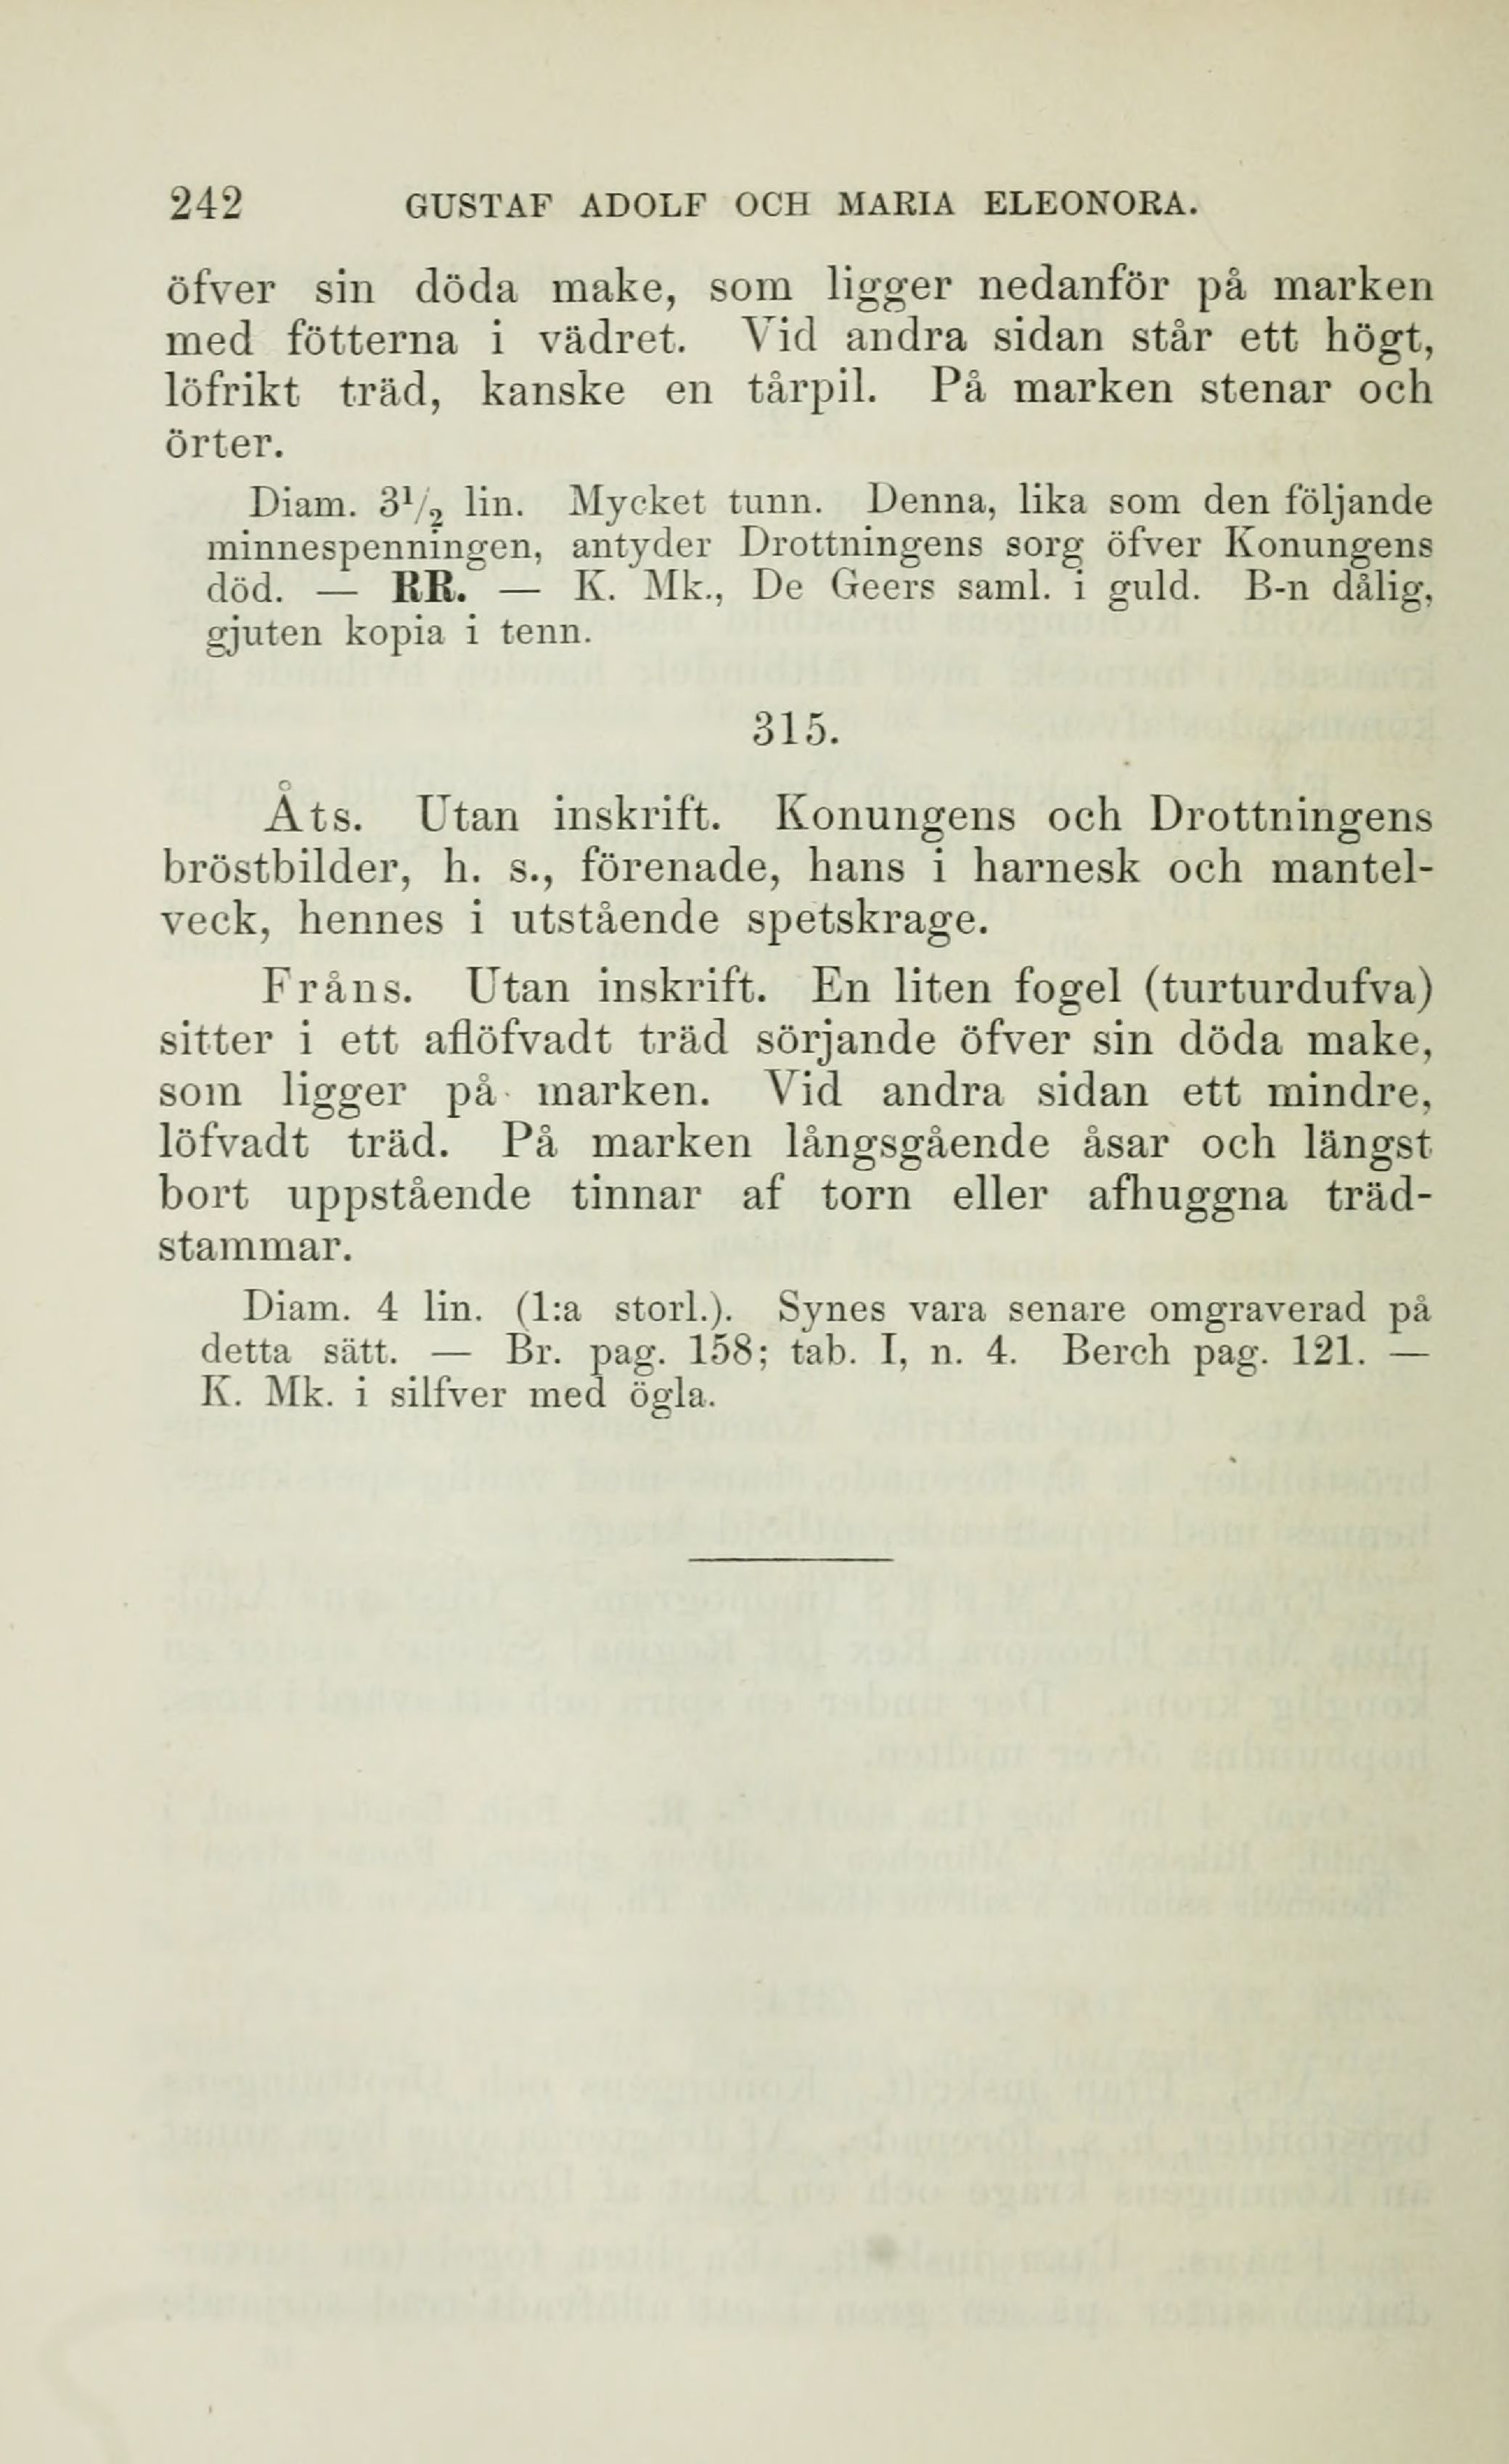 242 GUSTAF ADOLF OCH MARIA ELEONORA.
öfver sin döda make, som ligger nedanför på marken
med fötterna i vädret. Vid andra sidan står ett högt,
löfrikt träd, kanske en tårpil. På marken stenar och
örter.
Diam. 3¹/₂ lin. Mycket tunn. Denna, lika som den följande
minnespenningen, antyder Drottningens sorg öfver Konungens
död. — RR. — K. Mk., De Geers saml. i guld. B-n dålig,
gjuten kopia i tenn.
315.
Åts. Utan inskrift. Konungens och Drottningens
bröstbilder, h. s., förenade, hans i harnesk och mantel-
veck, hennes i utstående spetskrage.
Fråns. Utan inskrift. En liten fogel (turturdufva)
sitter i ett aflöfvadt träd sörjande öfver sin döda make,
som ligger på marken. Vid andra sidan ett mindre,
löfvadt träd. På marken långsgående åsar och längst
bort uppstående tinnar af torn eller afhuggna träd-
stammar.
Diam. 4 lin. (1:a storl.). Synes vara senare omgraverad på
detta sätt. — Br. pag. 158; tab. I, n. 4. Berch pag. 121. —
K. Mk. i silfver med ögla.